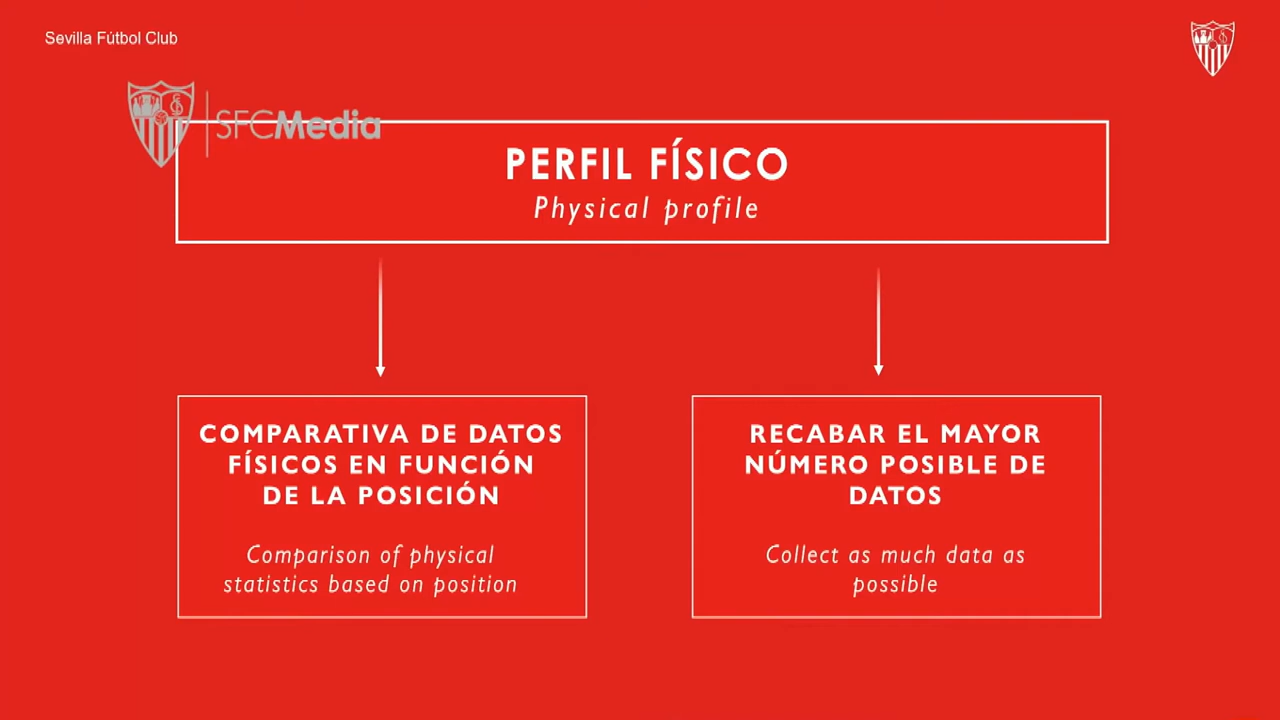 Sevilla Fútbol Club
SFCMedia
PERFIL FÍSICO
Physical profile
COMPARATIVA DE DATOS
FÍSICOS EN FUNCIÓN
DE LA POSICIÓN
Comparison of physical
statistics based on position
RECABAR EL MAYOR
NÚMERO POSIBLE DE
DATOS
Collect as much data as
possible